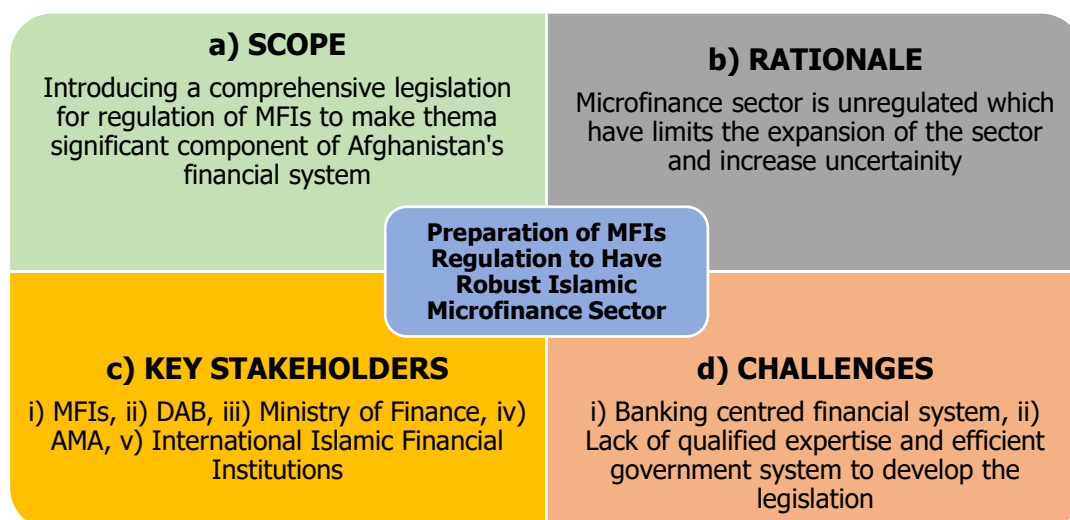 a) SCOPE
Introducing a comprehensive legislation
for regulation of MFIs to make thema
significant component of Afghanistan's
financial system
b) RATIONALE
Microfinance sector is unregulated which
have limits the expansion of the sector
and increase uncertainity
Preparation of MFIs
Regulation to Have
Robust Islamic
Microfinance Sector
c) KEY STAKEHOLDERS
i) MFIs, ii) DAB, iii) Ministry of Finance, iv)
AMA, v) International Islamic Financial
Institutions
d) CHALLENGES
i) Banking centred financial system, ii)
Lack of qualified expertise and efficient
government system to develop the
legislation